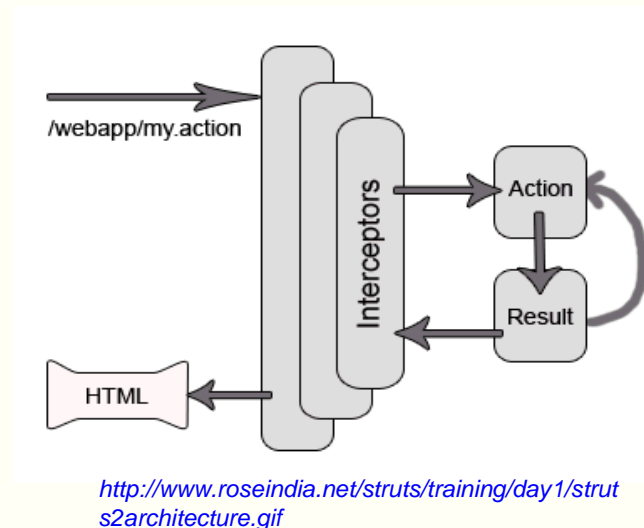 /webapp/my.action
Interceptors
Action
Result
HTML
http://www.roseindia.net/struts/training/day1/strut
s2architecture.gif